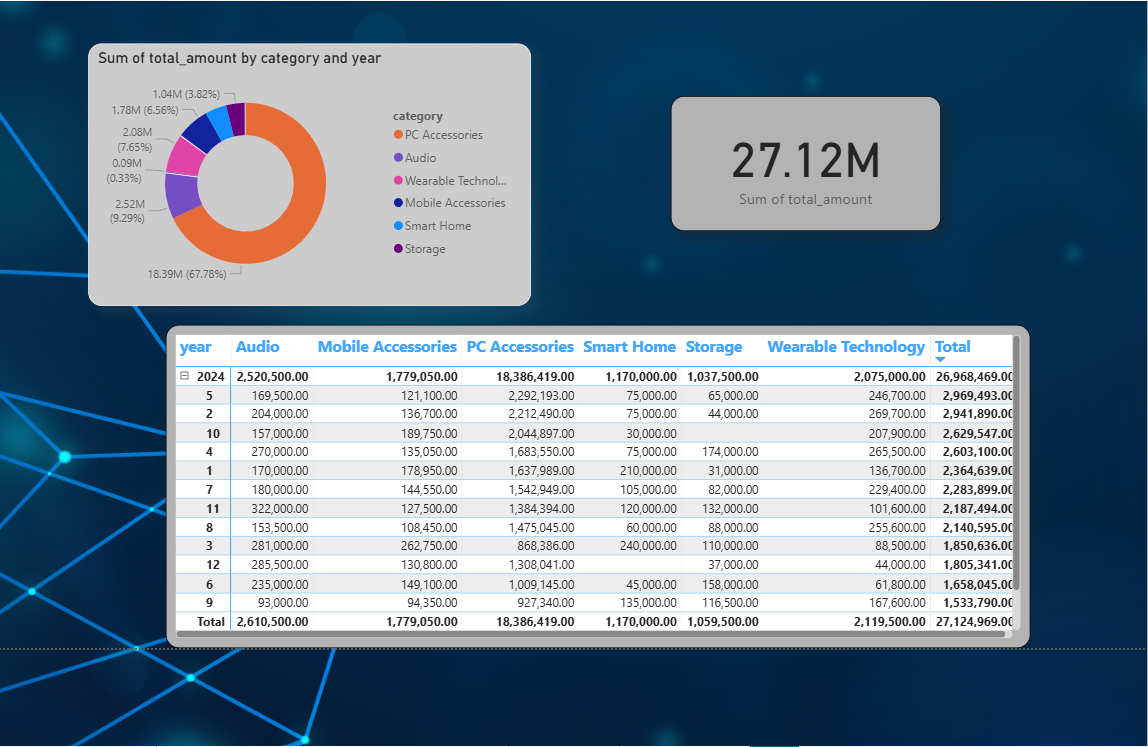 Sum of total_amount by category and year
1.04M (3.82%)
1.78M (6.56%)
2.08M
(7.65%)
0.09M
(0.33%)
2.52M
(9.29%)
18.39M (67.78%)
category
PC Accessories
Audio
Wearable Technol...
Mobile Accessories
Smart Home
Storage
27.12M
Sum of total_amount
year Audio Mobile Accessories PC Accessories Smart Home Storage Wearable Technology Total
2024 2,520,500.00 1,779,050.00 18,386,419.00 1,170,000.00 1,037,500.00 2,075,000.00 26,968,469.00
5 169,500.00 121,100.00 2,292,193.00 75,000.00 65,000.00 246,700.00 2,969,493.00
2 204,000.00 136,700.00 2,212,490.00 75,000.00 44,000.00 269,700.00 2,941,890.00
10 157,000.00 189,750.00 2,044,897.00 30,000.00 207,900.00 2,629,547.00
4 270,000.00 135,050.00 1,683,550.00 75,000.00 174,000.00 265,500.00 2,603,100.00
1 170,000.00 178,950.00 1,637,989.00 210,000.00 31,000.00 136,700.00 2,364,639.00
7 180,000.00 144,550.00 1,542,949.00 105,000.00 82,000.00 229,400.00 2,283,899.00
11 322,000.00 127,500.00 1,384,394.00 120,000.00 132,000.00 101,600.00 2,187,494.00
8 153,500.00 108,450.00 1,475,045.00 60,000.00 88,000.00 255,600.00 2,140,595.00
3 281,000.00 262,750.00 868,386.00 240,000.00 110,000.00 88,500.00 1,850,636.00
12 285,500.00 130,800.00 1,308,041.00 37,000.00 44,000.00 1,805,341.00
6 235,000.00 149,100.00 1,009,145.00 45,000.00 158,000.00 61,800.00 1,658,045.00
9 93,000.00 94,350.00 927,340.00 135,000.00 116,500.00 167,600.00 1,533,790.00
Total 2,610,500.00 1,779,050.00 18,386,419.00 1,170,000.00 1,059,500.00 2,119,500.00 27,124,969.00